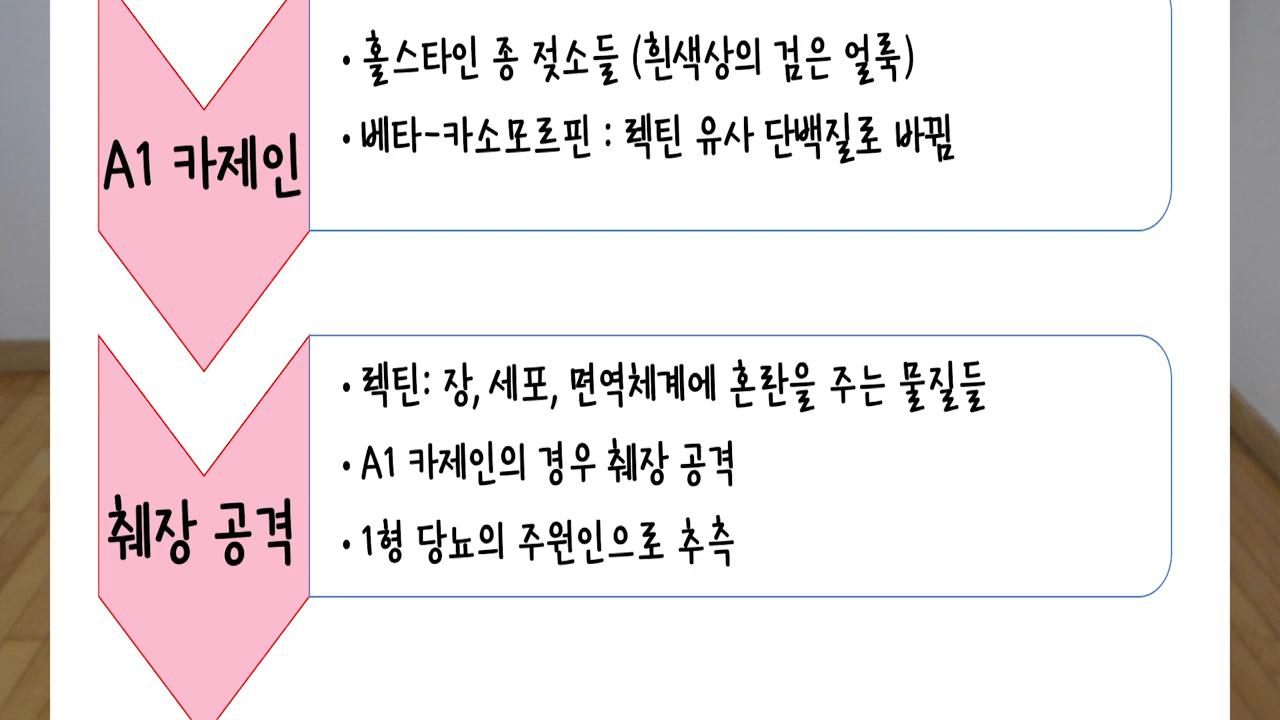 • 홀스타인 종 젖소들 (흰색상의 검은 얼룩)
• 베타-카소모르핀 : 렉틴 유사 단백질로 바뀜
A1 카제인
• 렉틴: 장, 세포, 면역체계에 혼란을 주는 물질들
• A1 카제인의 경우 췌장 공격
• 1형 당뇨의 주원인으로 추측
췌장 공격